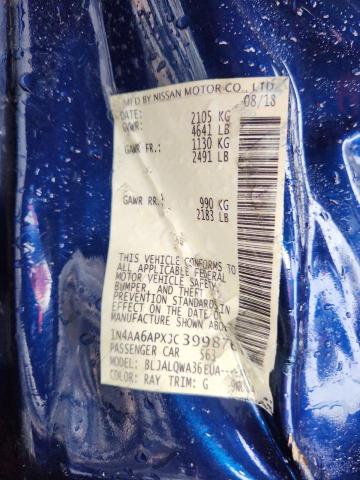 MFD BY NISSAN MOTOR CO., LTD
DATE: 08/18
GVWR: 2105 KG
4641 LB
GAWR FR.: 1130 KG
2491 LB
GAWR RR.: 990 KG
2183 LB
THIS VEHICLE CONFORMS TO
ALL APPLICABLE FEDERAL
MOTOR VEHICLE SAFETY,
BUMPER, AND THEFT
PREVENTION STANDARDS IN
EFFECT ON THE DATE OF
MANUFACTURE SHOWN
1N4AA6APXJC39987
PASSENGER CAR S63
MODEL: BLJALQWA36EUA
COLOR: RAY TRIM: G